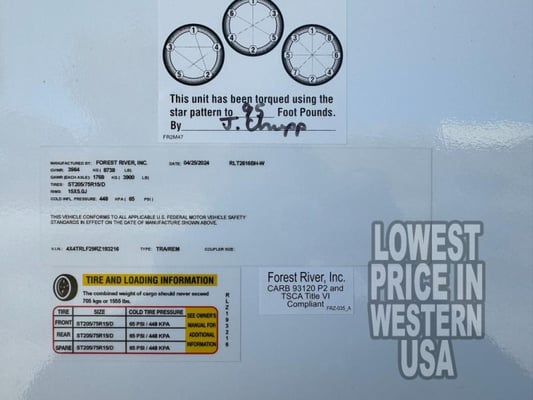 This unit has been torqued using the
star pattern to 95 Foot Pounds.
By J. Chupp
FR2M47
MANUFACTURED BY: FOREST RIVER, INC. DATE: 04/25/2024 RLT2816BH-W
GVWR: 3964 KG ( 8738 LB)
GAWR (EACH AXLE): 1769 KG ( 3900 LB)
TIRES: ST205/75R15/D
RIMS: 15X5.0J
COLD INFL. PRESSURE: 448 KPA ( 65 PSI )
THIS VEHICLE CONFORMS TO ALL APPLICABLE U.S. FEDERAL MOTOR VEHICLE SAFETY
STANDARDS IN EFFECT ON THE DATE OF MANUFACTURE SHOWN ABOVE.
V.I.N.: 4X4TRLF29RZ193216 TYPE: TRA/REM COUPLER SIZE:
TIRE AND LOADING INFORMATION
The combined weight of cargo should never exceed
705 kgs or 1555 lbs.
TIRE SIZE COLD TIRE PRESSURE
FRONT ST205/75R15/D 65 PSI / 448 KPA
REAR ST205/75R15/D 65 PSI / 448 KPA
SPARE ST205/75R15/D 65 PSI / 448 KPA
SEE OWNER'S
MANUAL FOR
ADDITIONAL
INFORMATION
RLZ193216
Forest River, Inc.
CARB 93120 P2 and
TSCA Title VI
Compliant
FRZ-035_A
LOWEST
PRICE IN
WESTERN
USA